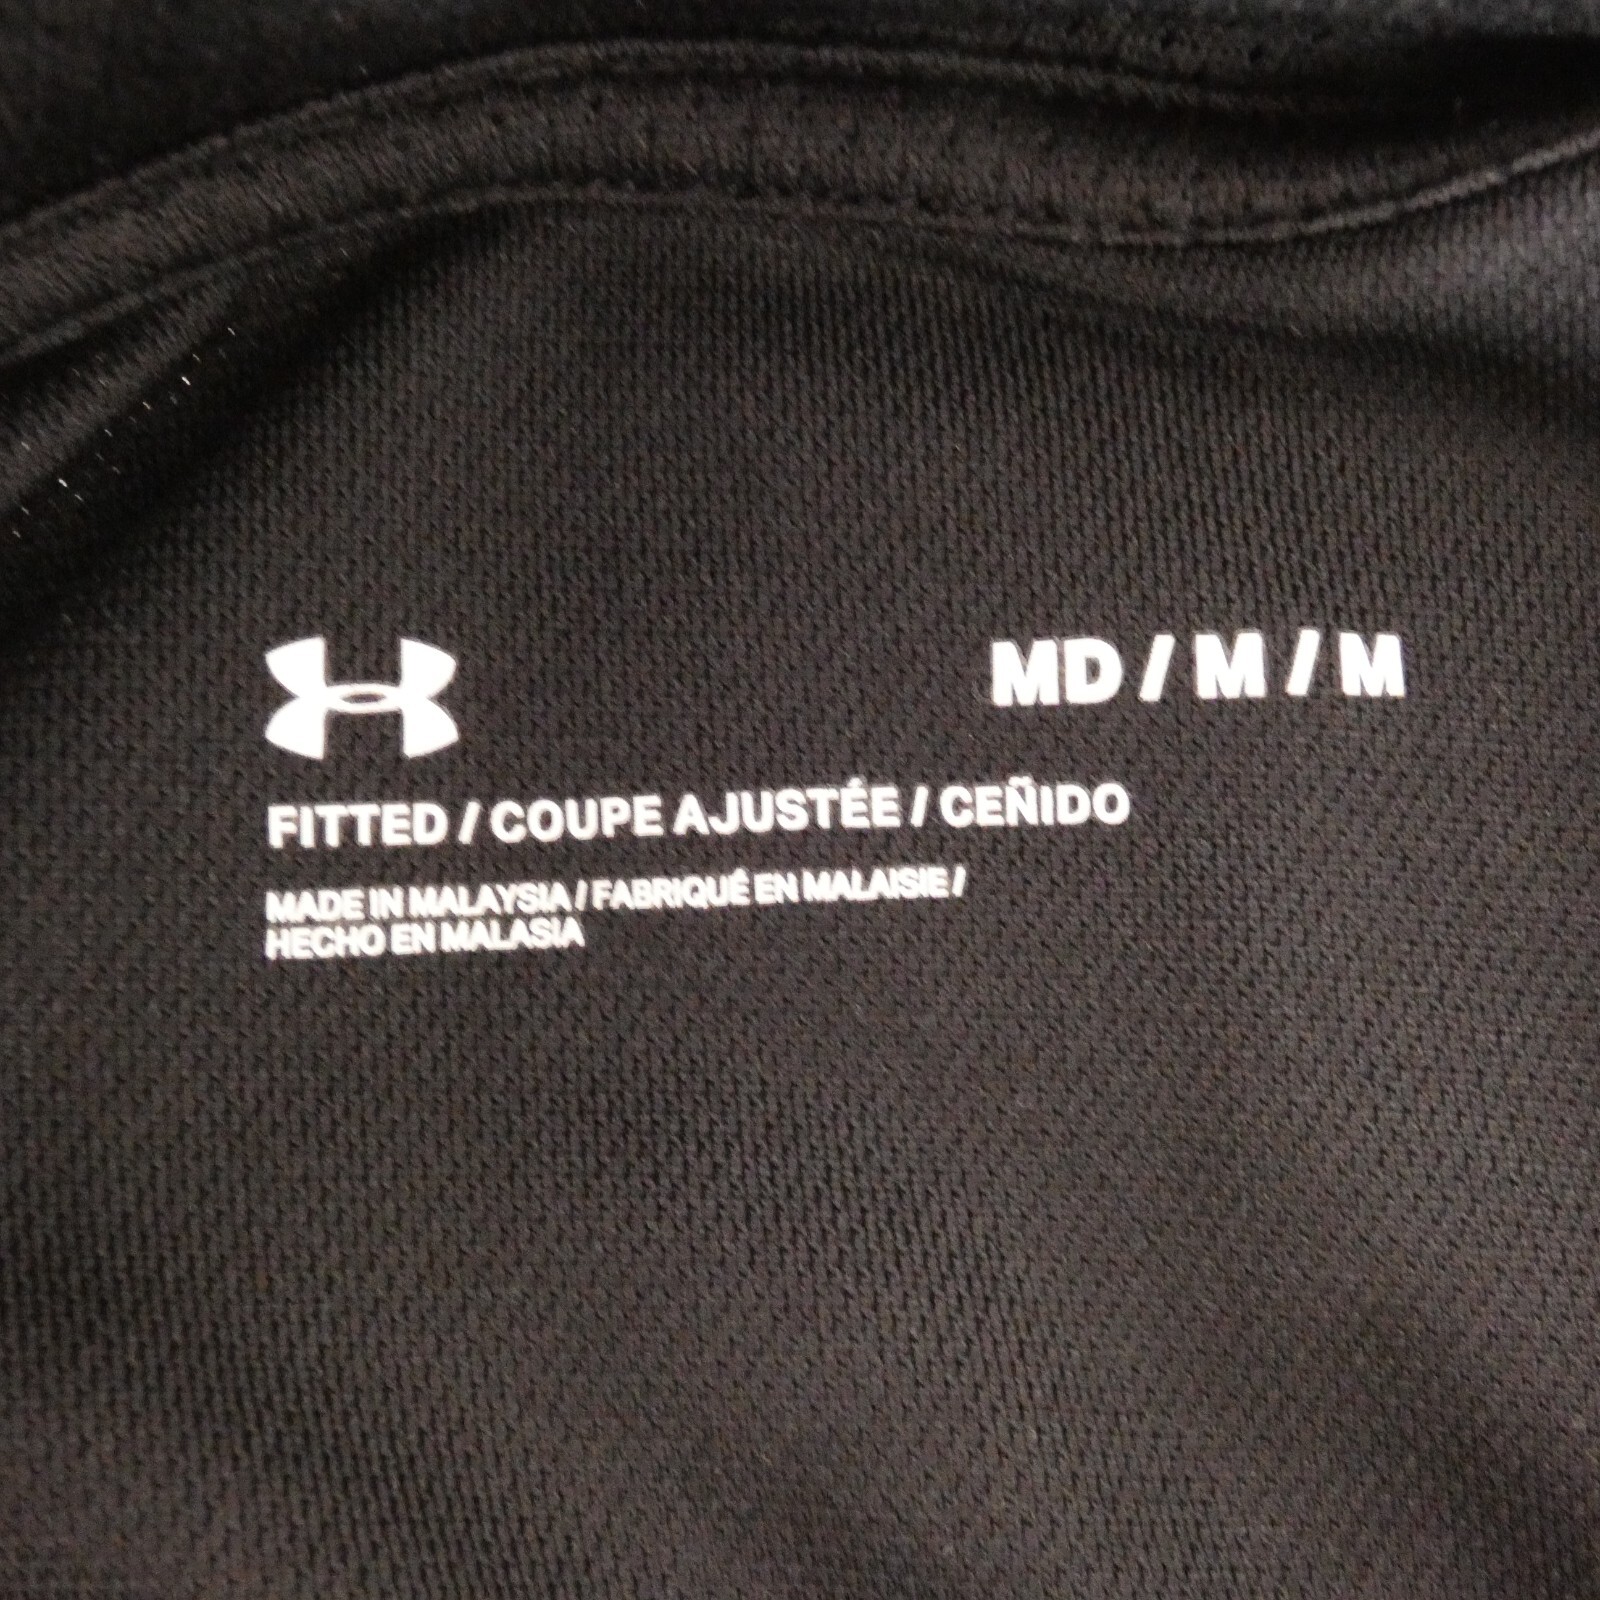 MD / M / M
FITTED / COUPE AJUSTÉE / CEÑIDO
MADE IN MALAYSIA / FABRIQUÉ EN MALAISIE /
HECHO EN MALASIA